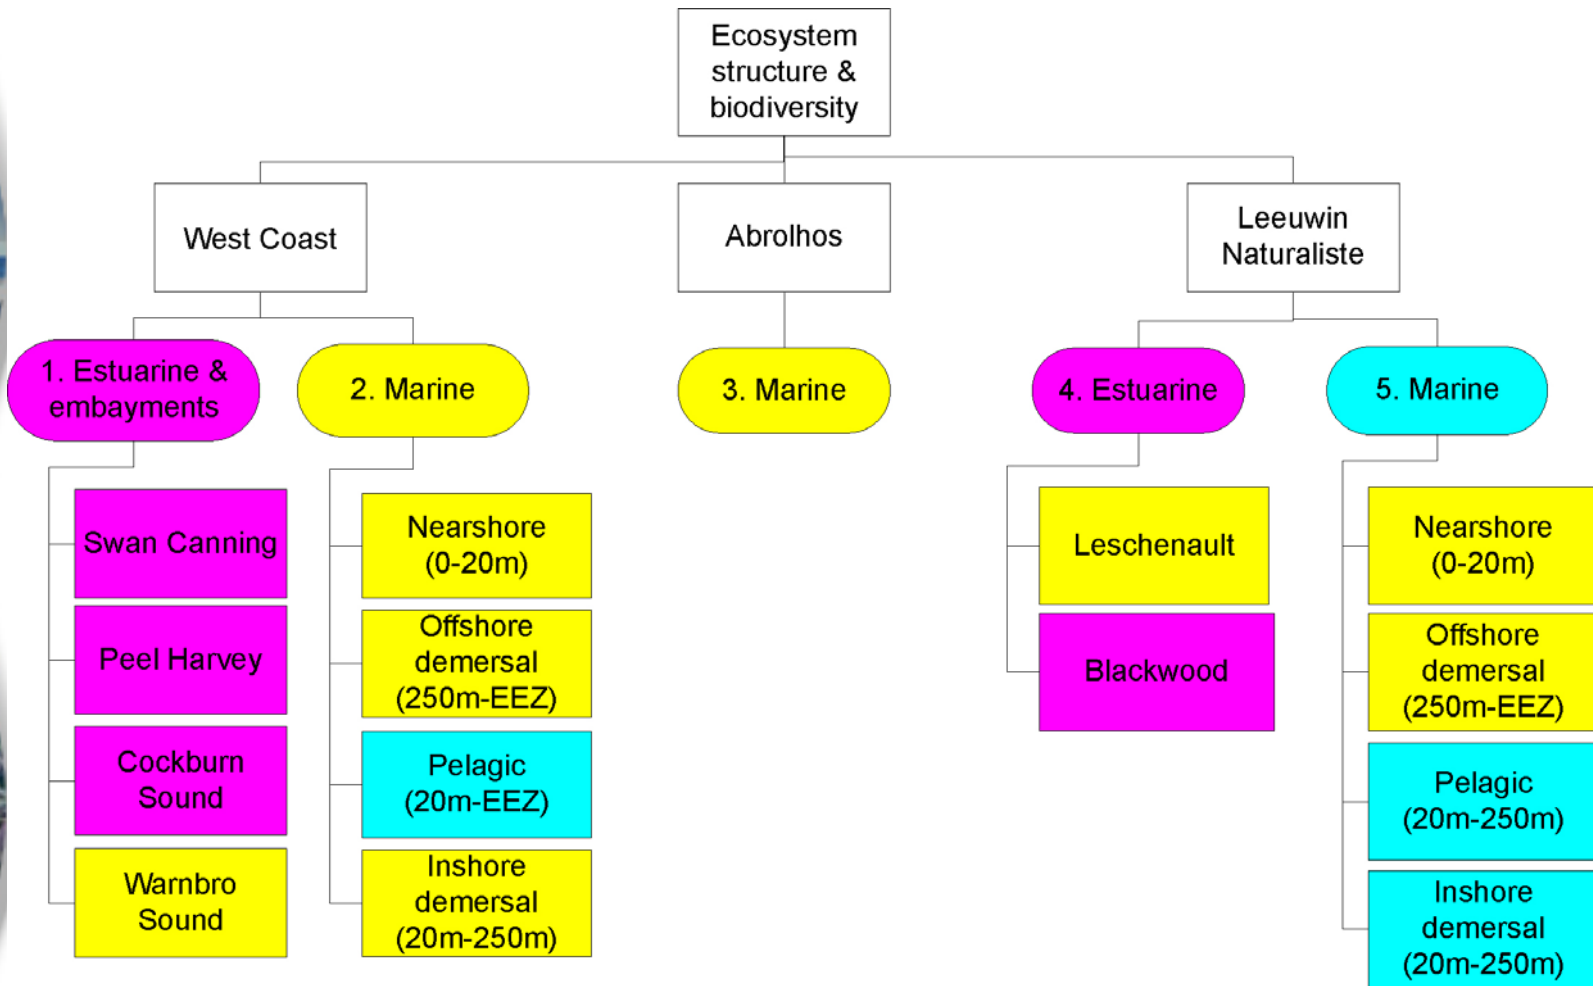 Ecosystem
structure &
biodiversity
West Coast
Abrolhos
Leeuwin
Naturaliste
1. Estuarine &
embayments
2. Marine
3. Marine
4. Estuarine
5. Marine
Swan Canning
Peel Harvey
Cockburn
Sound
Warnbro
Sound
Nearshore
(0-20m)
Offshore
demersal
(250m-EEZ)
Pelagic
(20m-EEZ)
Inshore
demersal
(20m-250m)
Leschenault
Blackwood
Nearshore
(0-20m)
Offshore
demersal
(250m-EEZ)
Pelagic
(20m-250m)
Inshore
demersal
(20m-250m)